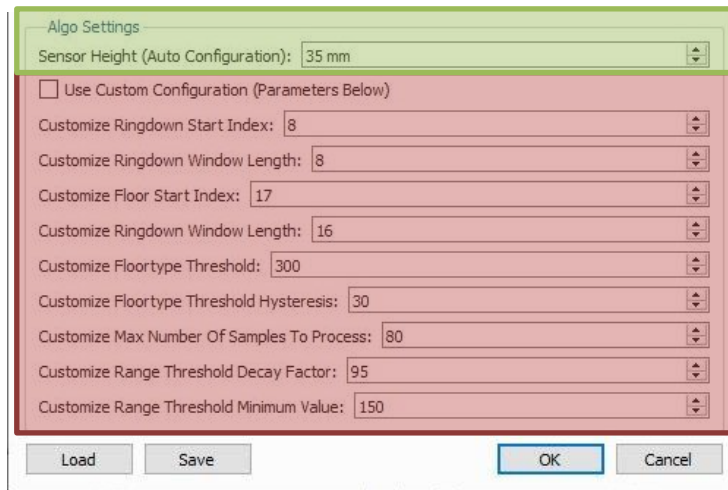 Algo Settings
Sensor Height (Auto Configuration): 35 mm
Use Custom Configuration (Parameters Below)
Customize Ringdown Start Index: 8
Customize Ringdown Window Length: 8
Customize Floor Start Index: 17
Customize Ringdown Window Length: 16
Customize Floortype Threshold: 300
Customize Floortype Threshold Hysteresis: 30
Customize Max Number Of Samples To Process: 80
Customize Range Threshold Decay Factor: 95
Customize Range Threshold Minimum Value: 150
Load Save OK Cancel